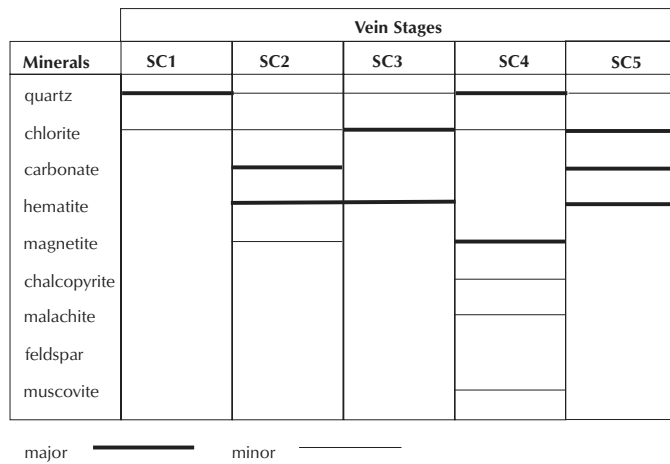 Vein Stages
Minerals SC1 SC2 SC3 SC4 SC5
quartz
chlorite
carbonate
hematite
magnetite
chalcopyrite
malachite
feldspar
muscovite
major minor